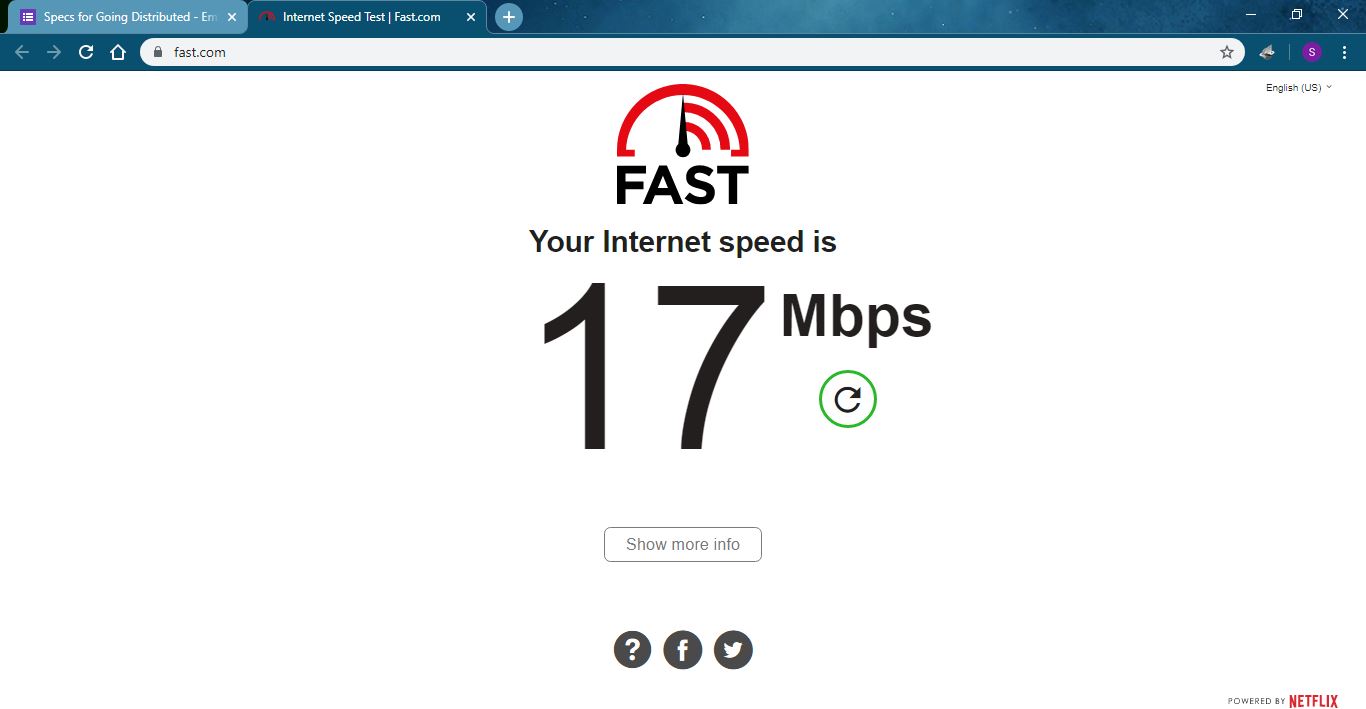 Specs for Going Distributed - Em
Internet Speed Test | Fast.com
fast.com
S
English (US)
FAST
Your Internet speed is
17 Mbps
Show more info
? f
POWERED BY NETFLIX